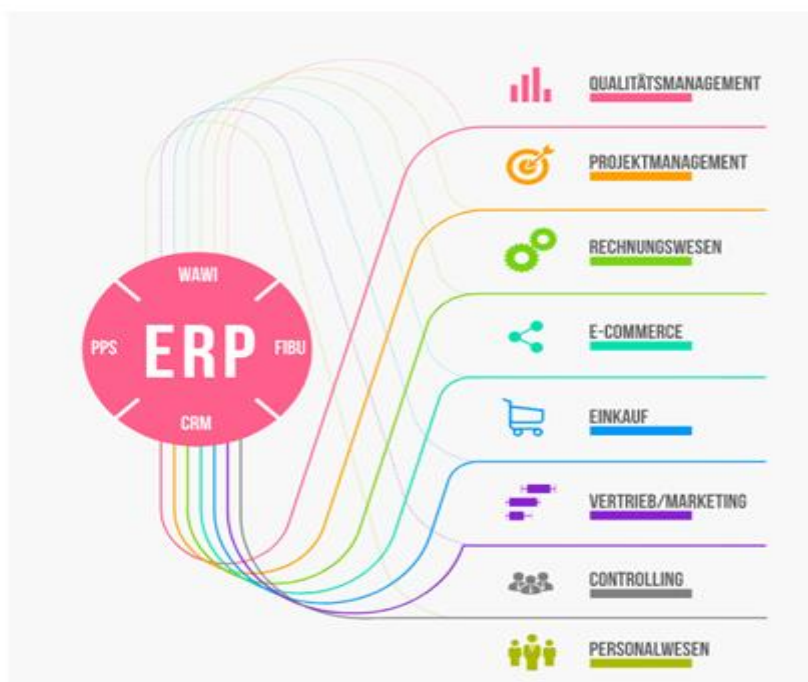 WAWI
PPS
ERP
FIBU
CRM
QUALITÄTSMANAGEMENT
PROJEKTMANAGEMENT
RECHNUNGSWESEN
E-COMMERCE
EINKAUF
VERTRIEB/MARKETING
CONTROLLING
PERSONALWESEN